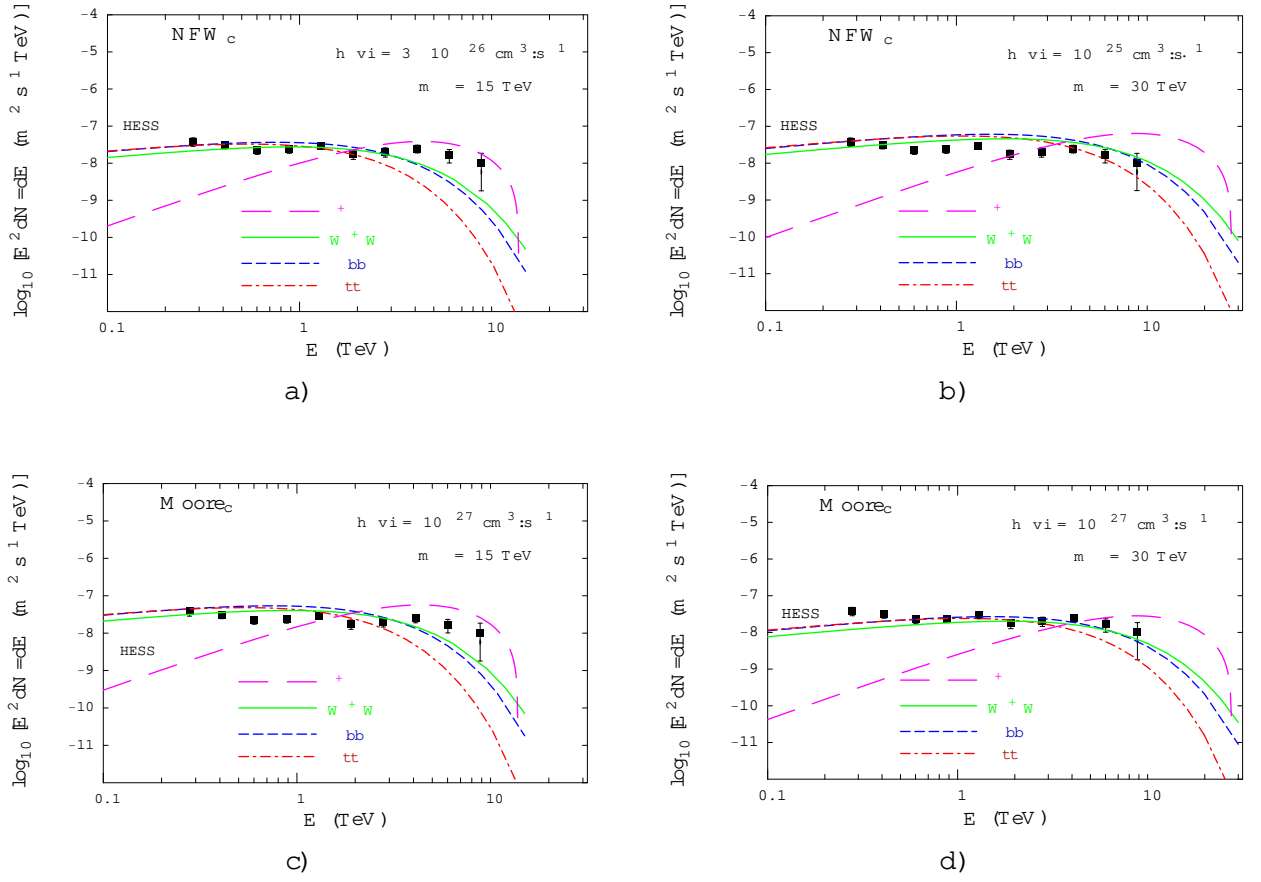 log10 [E 2 dN =dE (m 2 s 1 TeV)]
-4
-5
-6
-7
-8
-9
-10
-11
NFW c
h vi = 3 10 26 cm 3 :s 1
m = 15 TeV
HESS
+
W + W
bb
tt
0.1 1 10
E (TeV)
a)
log10 [E 2 dN =dE (m 2 s 1 TeV)]
-4
-5
-6
-7
-8
-9
-10
-11
NFW c
h vi = 10 25 cm 3 :s. 1
m = 30 TeV
HESS
+
W + W
bb
tt
0.1 1 10
E (TeV)
b)
log10 [E 2 dN =dE (m 2 s 1 TeV)]
-4
-5
-6
-7
-8
-9
-10
-11
M oore c
h vi = 10 27 cm 3 :s 1
m = 15 TeV
HESS
+
W + W
bb
tt
0.1 1 10
E (TeV)
c)
log10 [E 2 dN =dE (m 2 s 1 TeV)]
-4
-5
-6
-7
-8
-9
-10
-11
M oore c
h vi = 10 27 cm 3 :s 1
m = 30 TeV
HESS
+
W + W
bb
tt
0.1 1 10
E (TeV)
d)